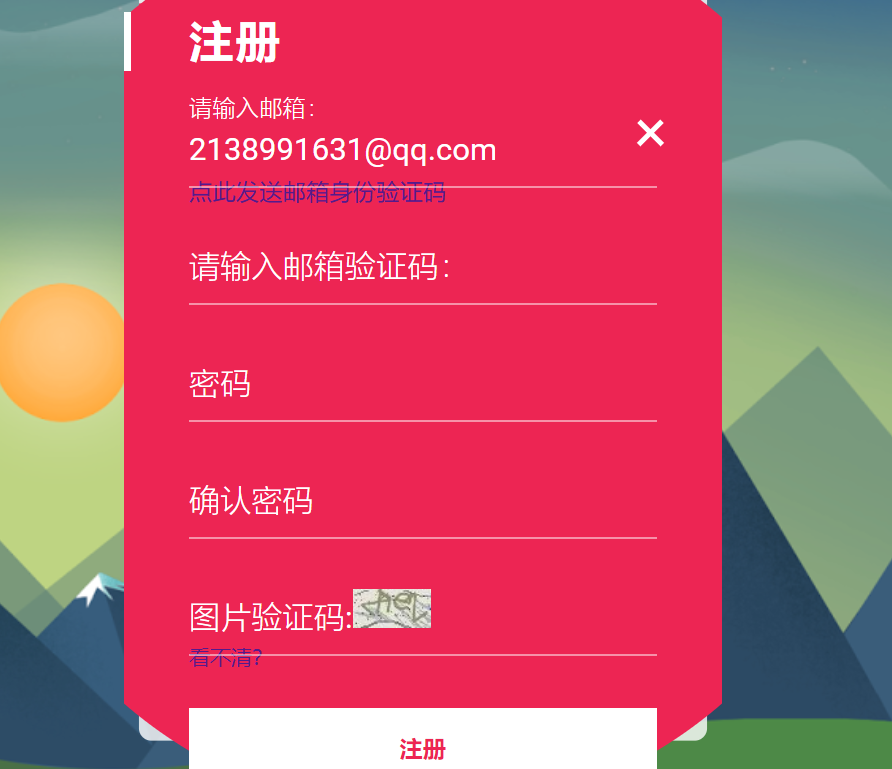 注册
请输入邮箱：
2138991631@qq.com
点此发送邮箱身份验证码
请输入邮箱验证码：
密码
确认密码
图片验证码:
看不清?
注册